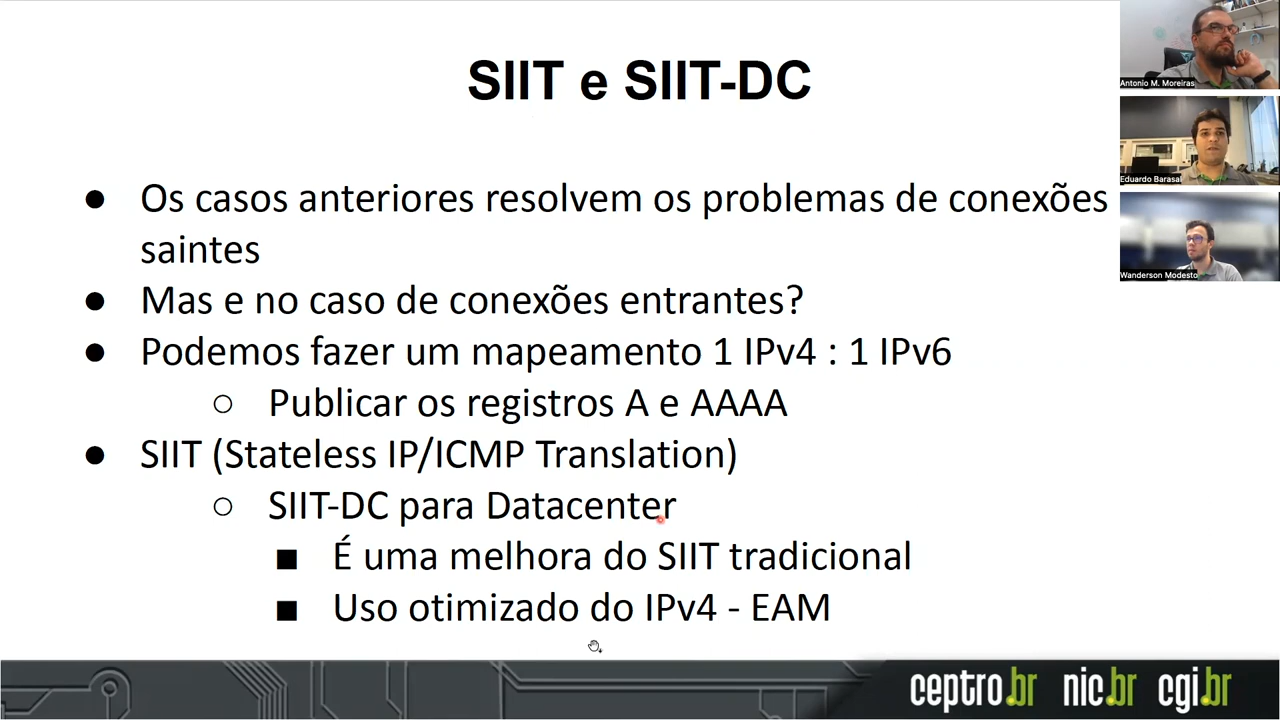 SIIT e SIIT-DC
● Os casos anteriores resolvem os problemas de conexões
saintes
● Mas e no caso de conexões entrantes?
● Podemos fazer um mapeamento 1 IPv4 : 1 IPv6
○ Publicar os registros A e AAAA
● SIIT (Stateless IP/ICMP Translation)
○ SIIT-DC para Datacenter
■ É uma melhora do SIIT tradicional
■ Uso otimizado do IPv4 - EAM
Antonio M. Moreiras
Eduardo Barasal
Wanderson Modesto
ceptro.br nic.br cgi.br